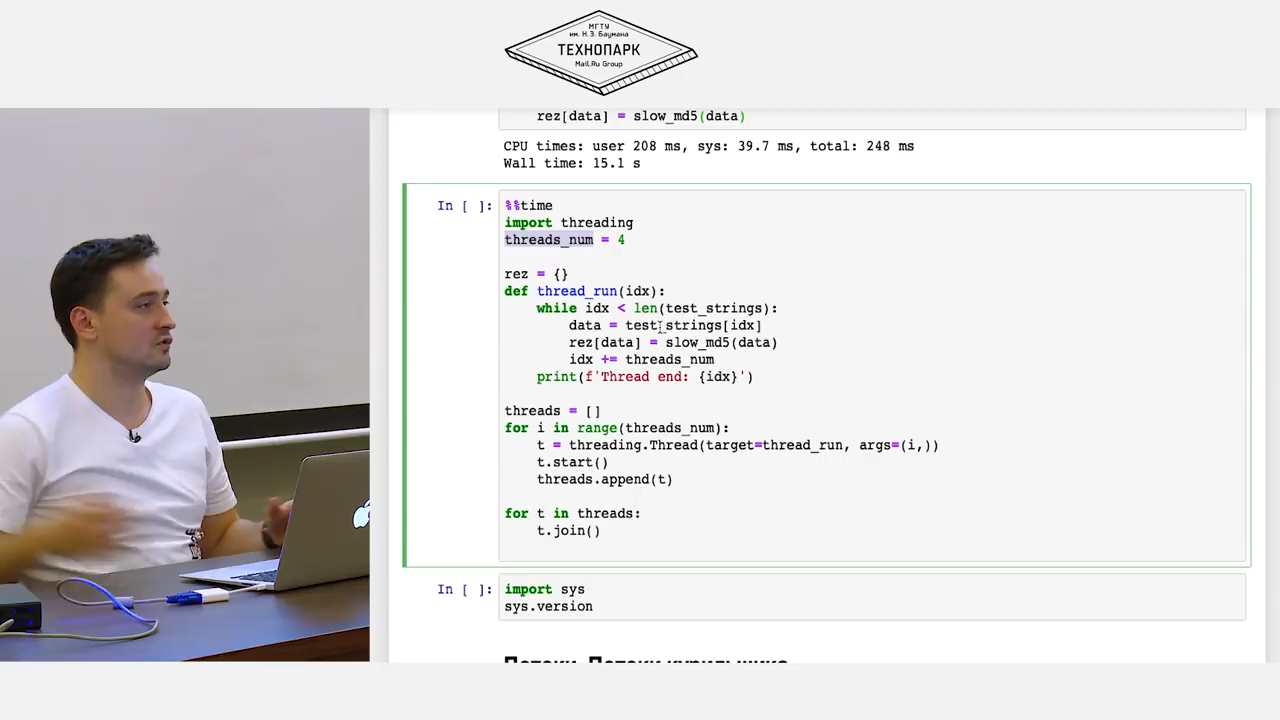 МГТУ
им. Н.Э. Баумана
ТЕХНОПАРК
Mail.Ru Group
rez[data] = slow_md5(data)
CPU times: user 208 ms, sys: 39.7 ms, total: 248 ms
Wall time: 15.1 s
In [ ]: %%time
import threading
threads_num = 4
rez = {}
def thread_run(idx):
while idx < len(test_strings):
data = test_strings[idx]
rez[data] = slow_md5(data)
idx += threads_num
print(f'Thread end: {idx}')
threads = []
for i in range(threads_num):
t = threading.Thread(target=thread_run, args=(i,))
t.start()
threads.append(t)
for t in threads:
t.join()
In [ ]: import sys
sys.version
Потоки. Потоки курильщика